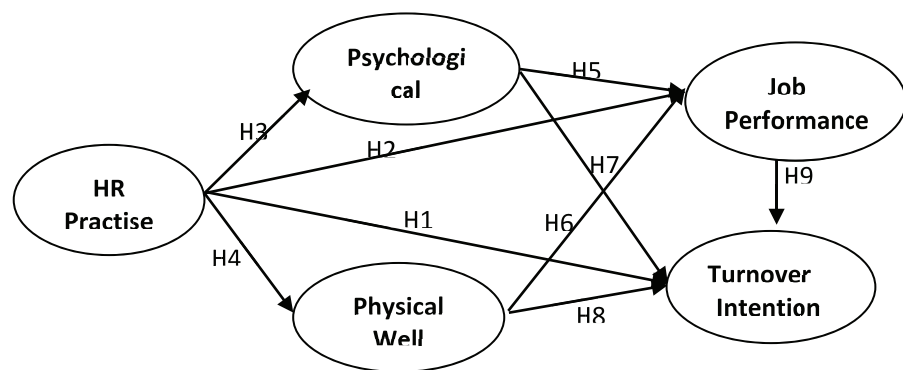 Psychologi
cal
H5
Job
Performance
H3
H2
H7
H9
HR
Practise
H1
H6
H4
Turnover
Intention
Physical
Well
H8